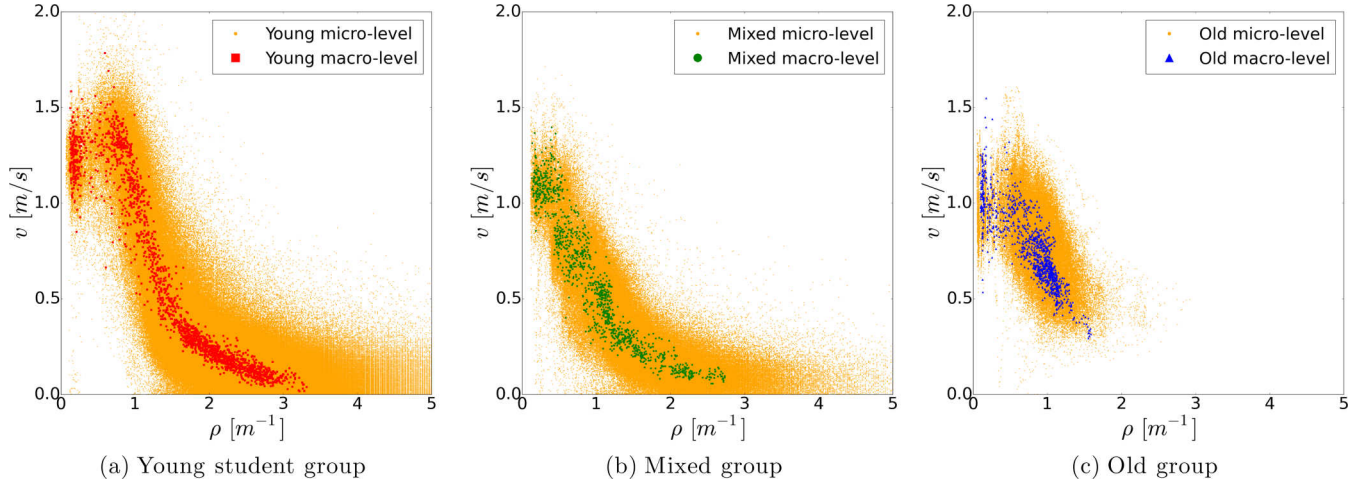 2.0
1.5
1.0
0.5
0.0
0 1 2 3 4 5
v [m/s]
ρ [m⁻¹]
Young micro-level
Young macro-level
(a) Young student group
2.0
1.5
1.0
0.5
0.0
0 1 2 3 4 5
v [m/s]
ρ [m⁻¹]
Mixed micro-level
Mixed macro-level
(b) Mixed group
2.0
1.5
1.0
0.5
0.0
0 1 2 3 4 5
v [m/s]
ρ [m⁻¹]
Old micro-level
Old macro-level
(c) Old group